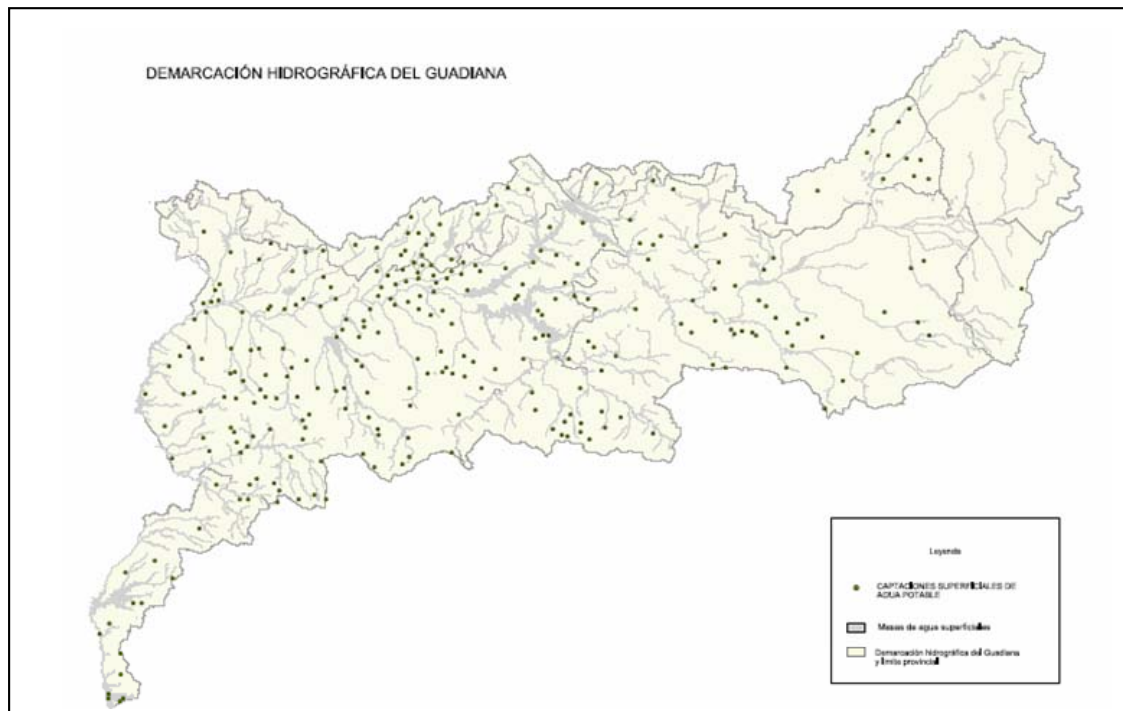 DEMARCACIÓN HIDROGRÁFICA DEL GUADIANA
Leyenda
CAPTACIONES SUPERFICIALES DE
AGUA POTABLE
Masas de agua superficiales
Demarcación hidrográfica del Guadiana
y límite provincial